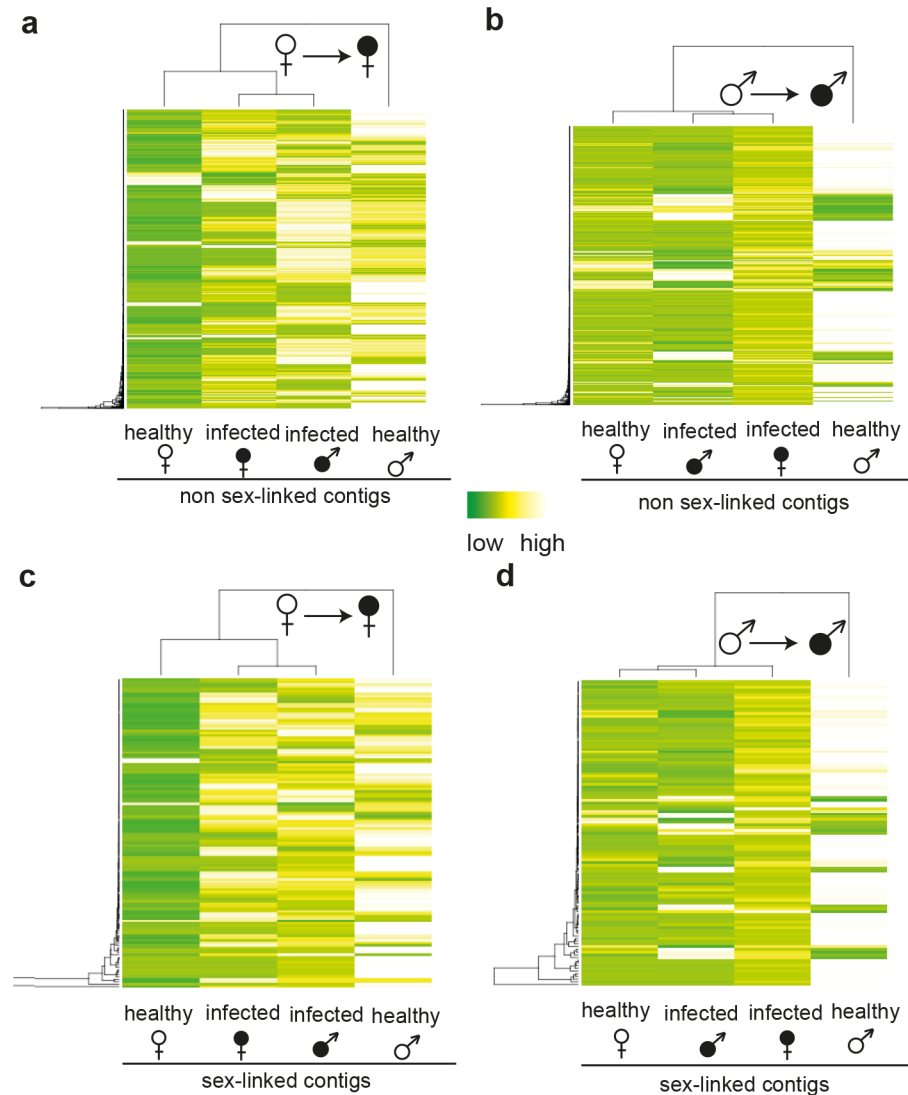 a
b
healthy infected infected healthy
non sex-linked contigs
healthy infected infected healthy
non sex-linked contigs
low high
c
d
healthy infected infected healthy
sex-linked contigs
healthy infected infected healthy
sex-linked contigs